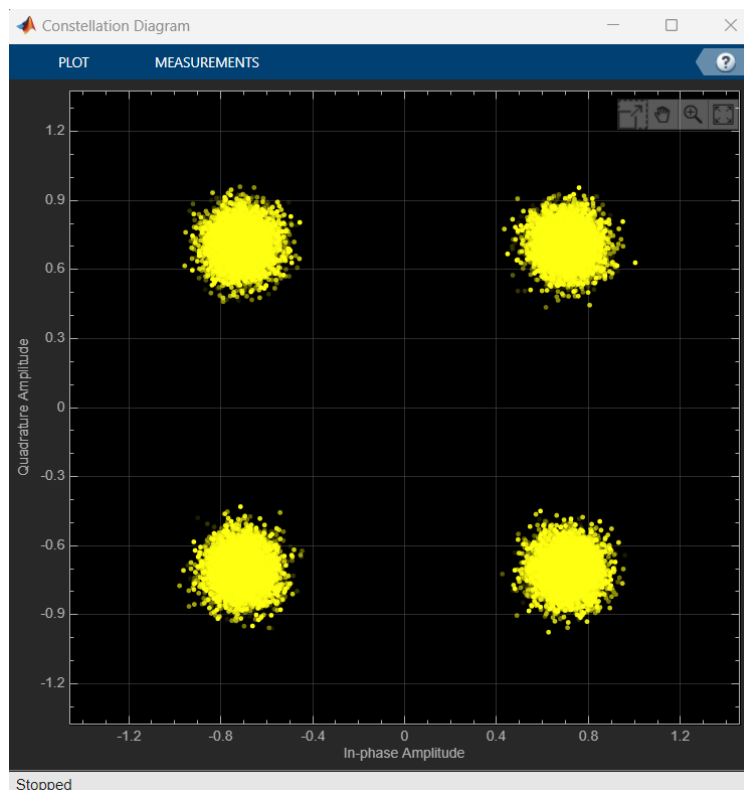 Constellation Diagram
PLOT MEASUREMENTS ?
1.2
0.9
0.6
0.3
0
-0.3
-0.6
-0.9
-1.2
Quadrature Amplitude
-1.2 -0.8 -0.4 0 0.4 0.8 1.2
In-phase Amplitude
Stopped